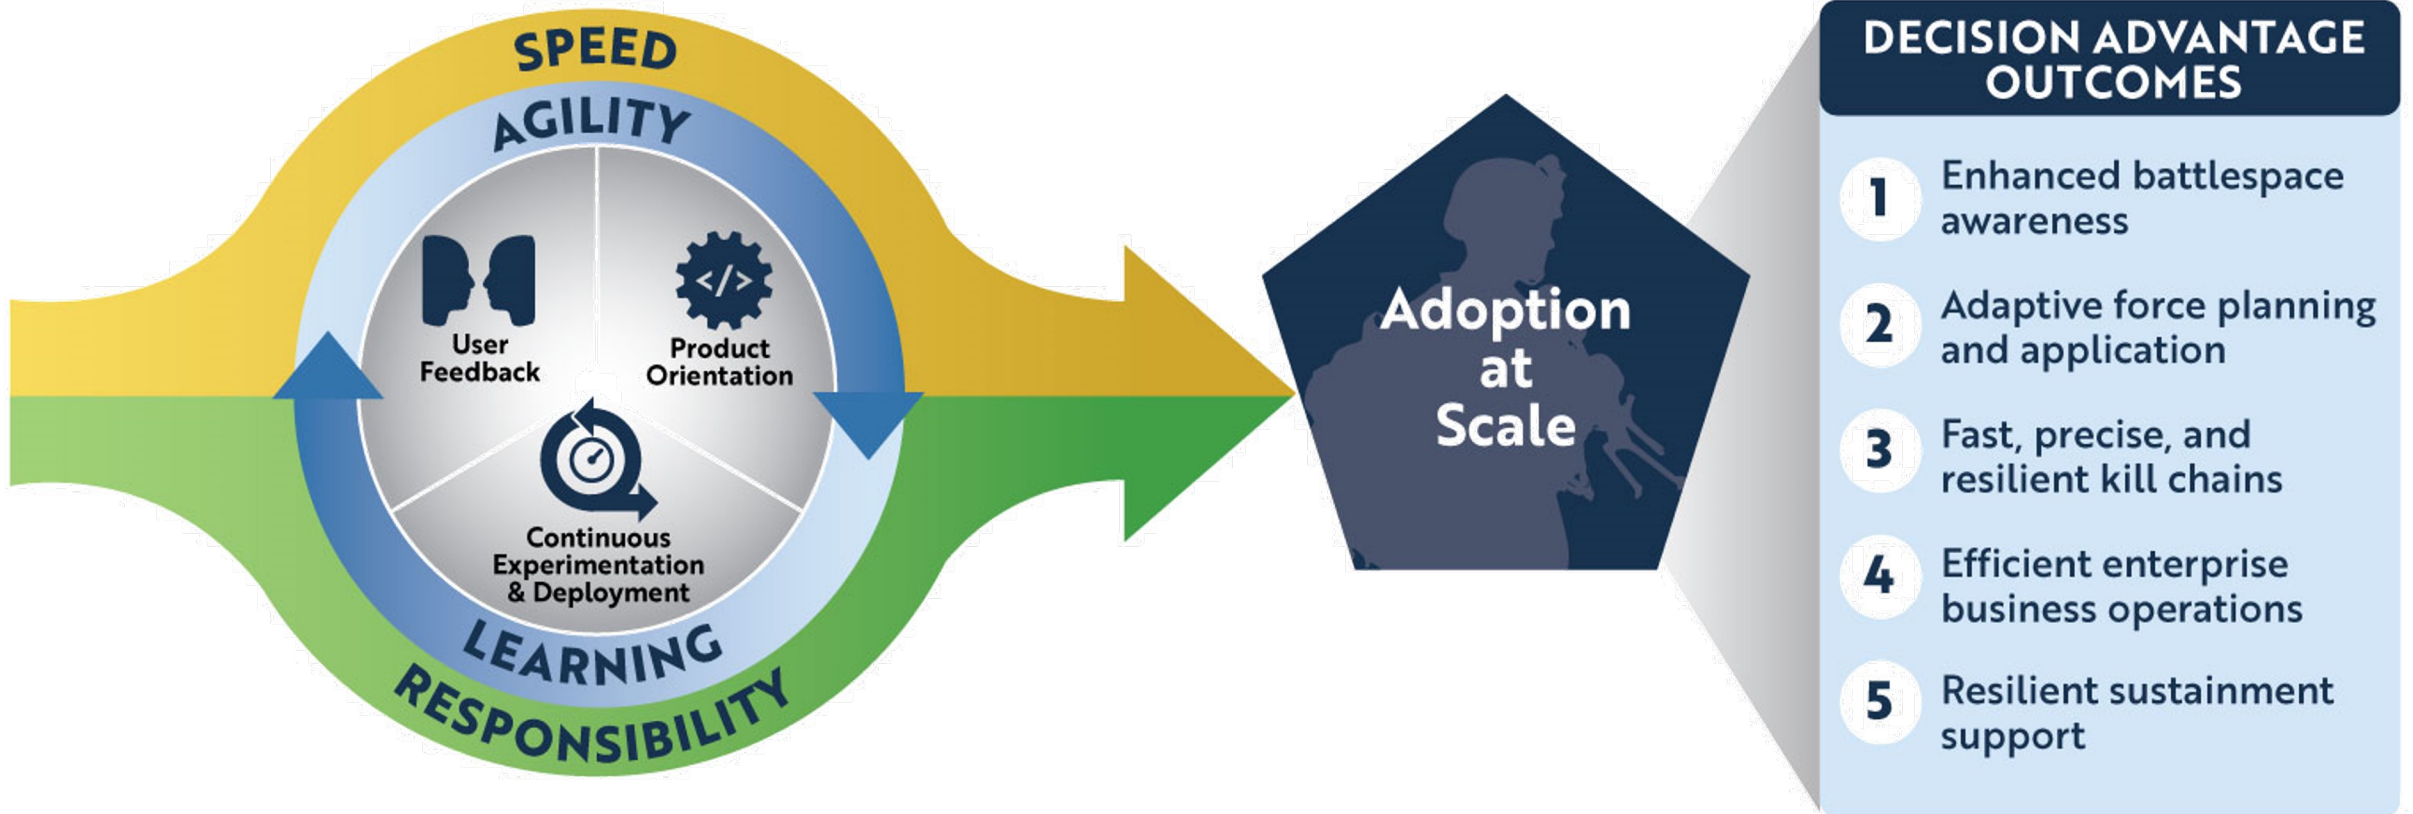 SPEED
AGILITY
User
Feedback
Product
Orientation
</>
Continuous
Experimentation
& Deployment
LEARNING
RESPONSIBILITY
Adoption
at
Scale
DECISION ADVANTAGE
OUTCOMES
1
Enhanced battlespace
awareness
2
Adaptive force planning
and application
3
Fast, precise, and
resilient kill chains
4
Efficient enterprise
business operations
5
Resilient sustainment
support